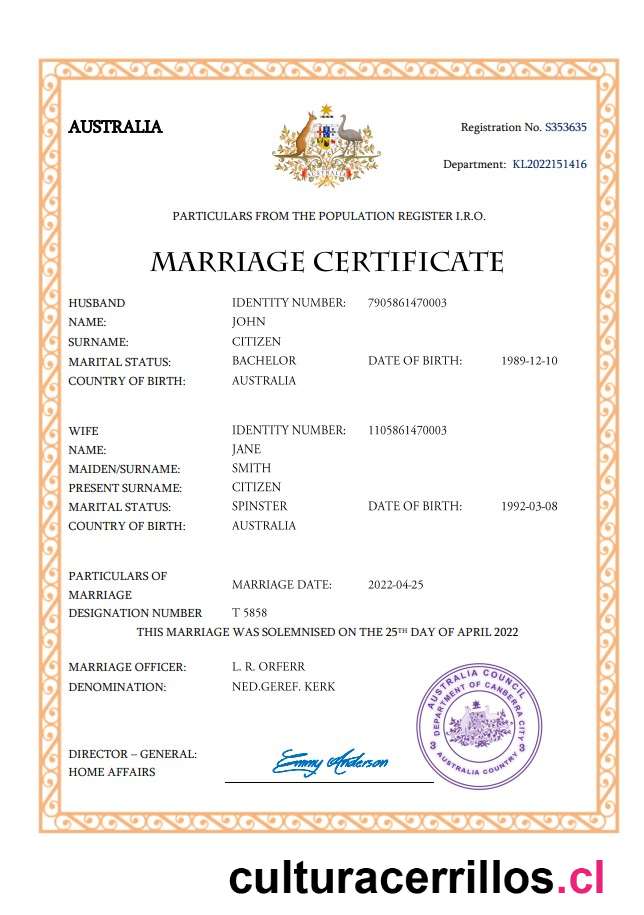 AUSTRALIA
Registration No. S353635
AUSTRALIA
Department: KL2022151416
PARTICULARS FROM THE POPULATION REGISTER I.R.O.
MARRIAGE CERTIFICATE
HUSBAND IDENTITY NUMBER: 7905861470003
NAME: JOHN
SURNAME: CITIZEN
MARITAL STATUS: BACHELOR DATE OF BIRTH: 1989-12-10
COUNTRY OF BIRTH: AUSTRALIA
WIFE IDENTITY NUMBER: 1105861470003
NAME: JANE
MAIDEN/SURNAME: SMITH
PRESENT SURNAME: CITIZEN
MARITAL STATUS: SPINSTER DATE OF BIRTH: 1992-03-08
COUNTRY OF BIRTH: AUSTRALIA
PARTICULARS OF
MARRIAGE MARRIAGE DATE: 2022-04-25
DESIGNATION NUMBER T 5858
THIS MARRIAGE WAS SOLEMNISED ON THE 25TH DAY OF APRIL 2022
MARRIAGE OFFICER: L. R. ORFERR
DENOMINATION: NED.GEREF. KERK
AUSTRALIA COUNCIL
DEPARTMENT OF CANBERRA CITY
3 3
AUSTRALIA COUNTRY
DIRECTOR – GENERAL:
HOME AFFAIRS
Emmy Anderson
culturacerrillos.cl